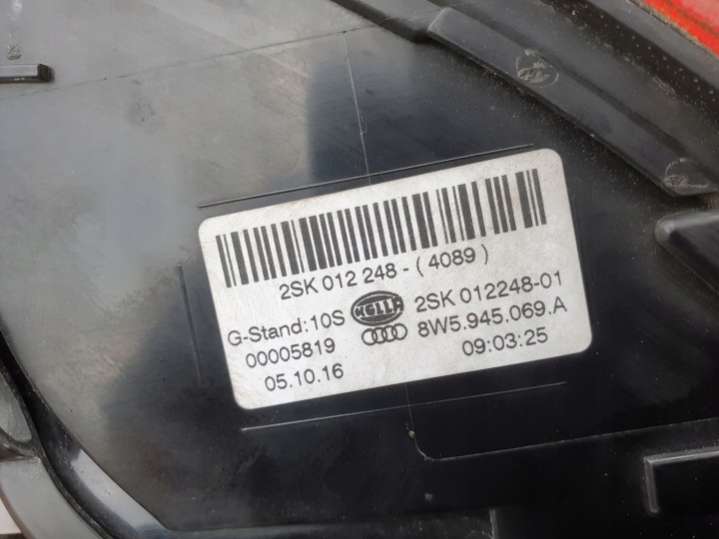 2SK 012 248 - ( 4089 )
G-Stand:10S HELLA 2SK 012248-01
00005819 8W5.945.069.A
05.10.16 09:03:25